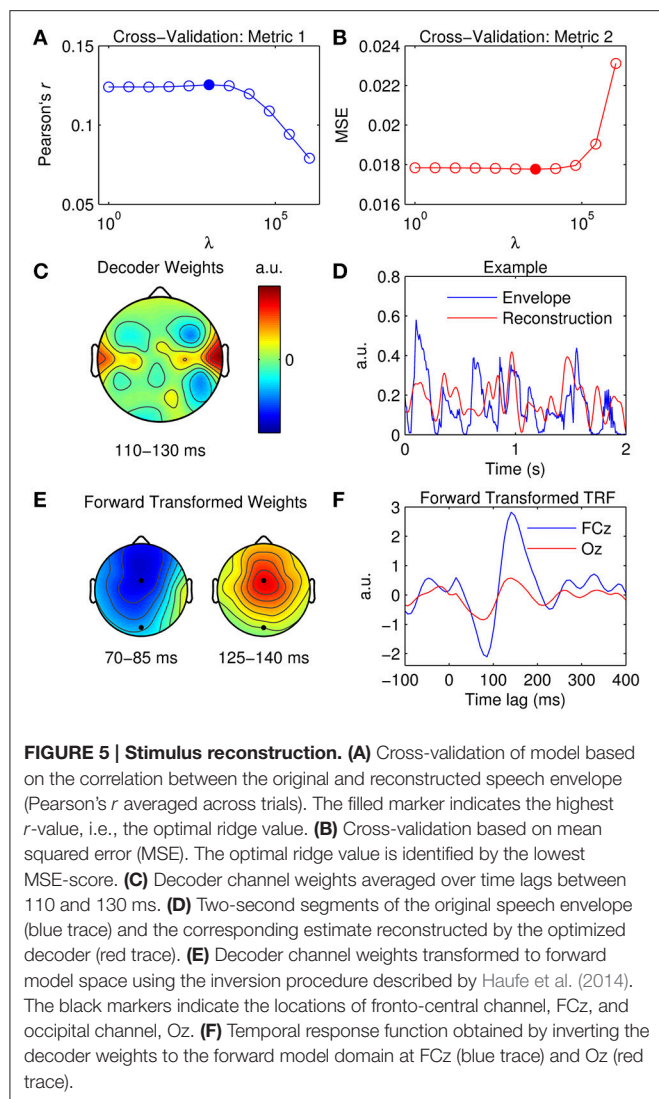 A Cross−Validation: Metric 1
0.15
0.1
0.05
Pearson's r
10⁰ 10⁵
λ
B Cross−Validation: Metric 2
0.024
0.022
0.02
0.018
0.016
MSE
10⁰ 10⁵
λ
C Decoder Weights a.u.
0
110−130 ms
D Example
Envelope
Reconstruction
0.8
0.6
0.4
0.2
0
a.u.
0 1 2
Time (s)
E Forward Transformed Weights
70−85 ms 125−140 ms
F Forward Transformed TRF
FCz
Oz
3
2
1
0
−1
−2
a.u.
−100 0 100 200 300 400
Time lag (ms)
FIGURE 5 | Stimulus reconstruction. (A) Cross-validation of model based
on the correlation between the original and reconstructed speech envelope
(Pearson's r averaged across trials). The filled marker indicates the highest
r-value, i.e., the optimal ridge value. (B) Cross-validation based on mean
squared error (MSE). The optimal ridge value is identified by the lowest
MSE-score. (C) Decoder channel weights averaged over time lags between
110 and 130 ms. (D) Two-second segments of the original speech envelope
(blue trace) and the corresponding estimate reconstructed by the optimized
decoder (red trace). (E) Decoder channel weights transformed to forward
model space using the inversion procedure described by Haufe et al. (2014).
The black markers indicate the locations of fronto-central channel, FCz, and
occipital channel, Oz. (F) Temporal response function obtained by inverting the
decoder weights to the forward model domain at FCz (blue trace) and Oz (red
trace).